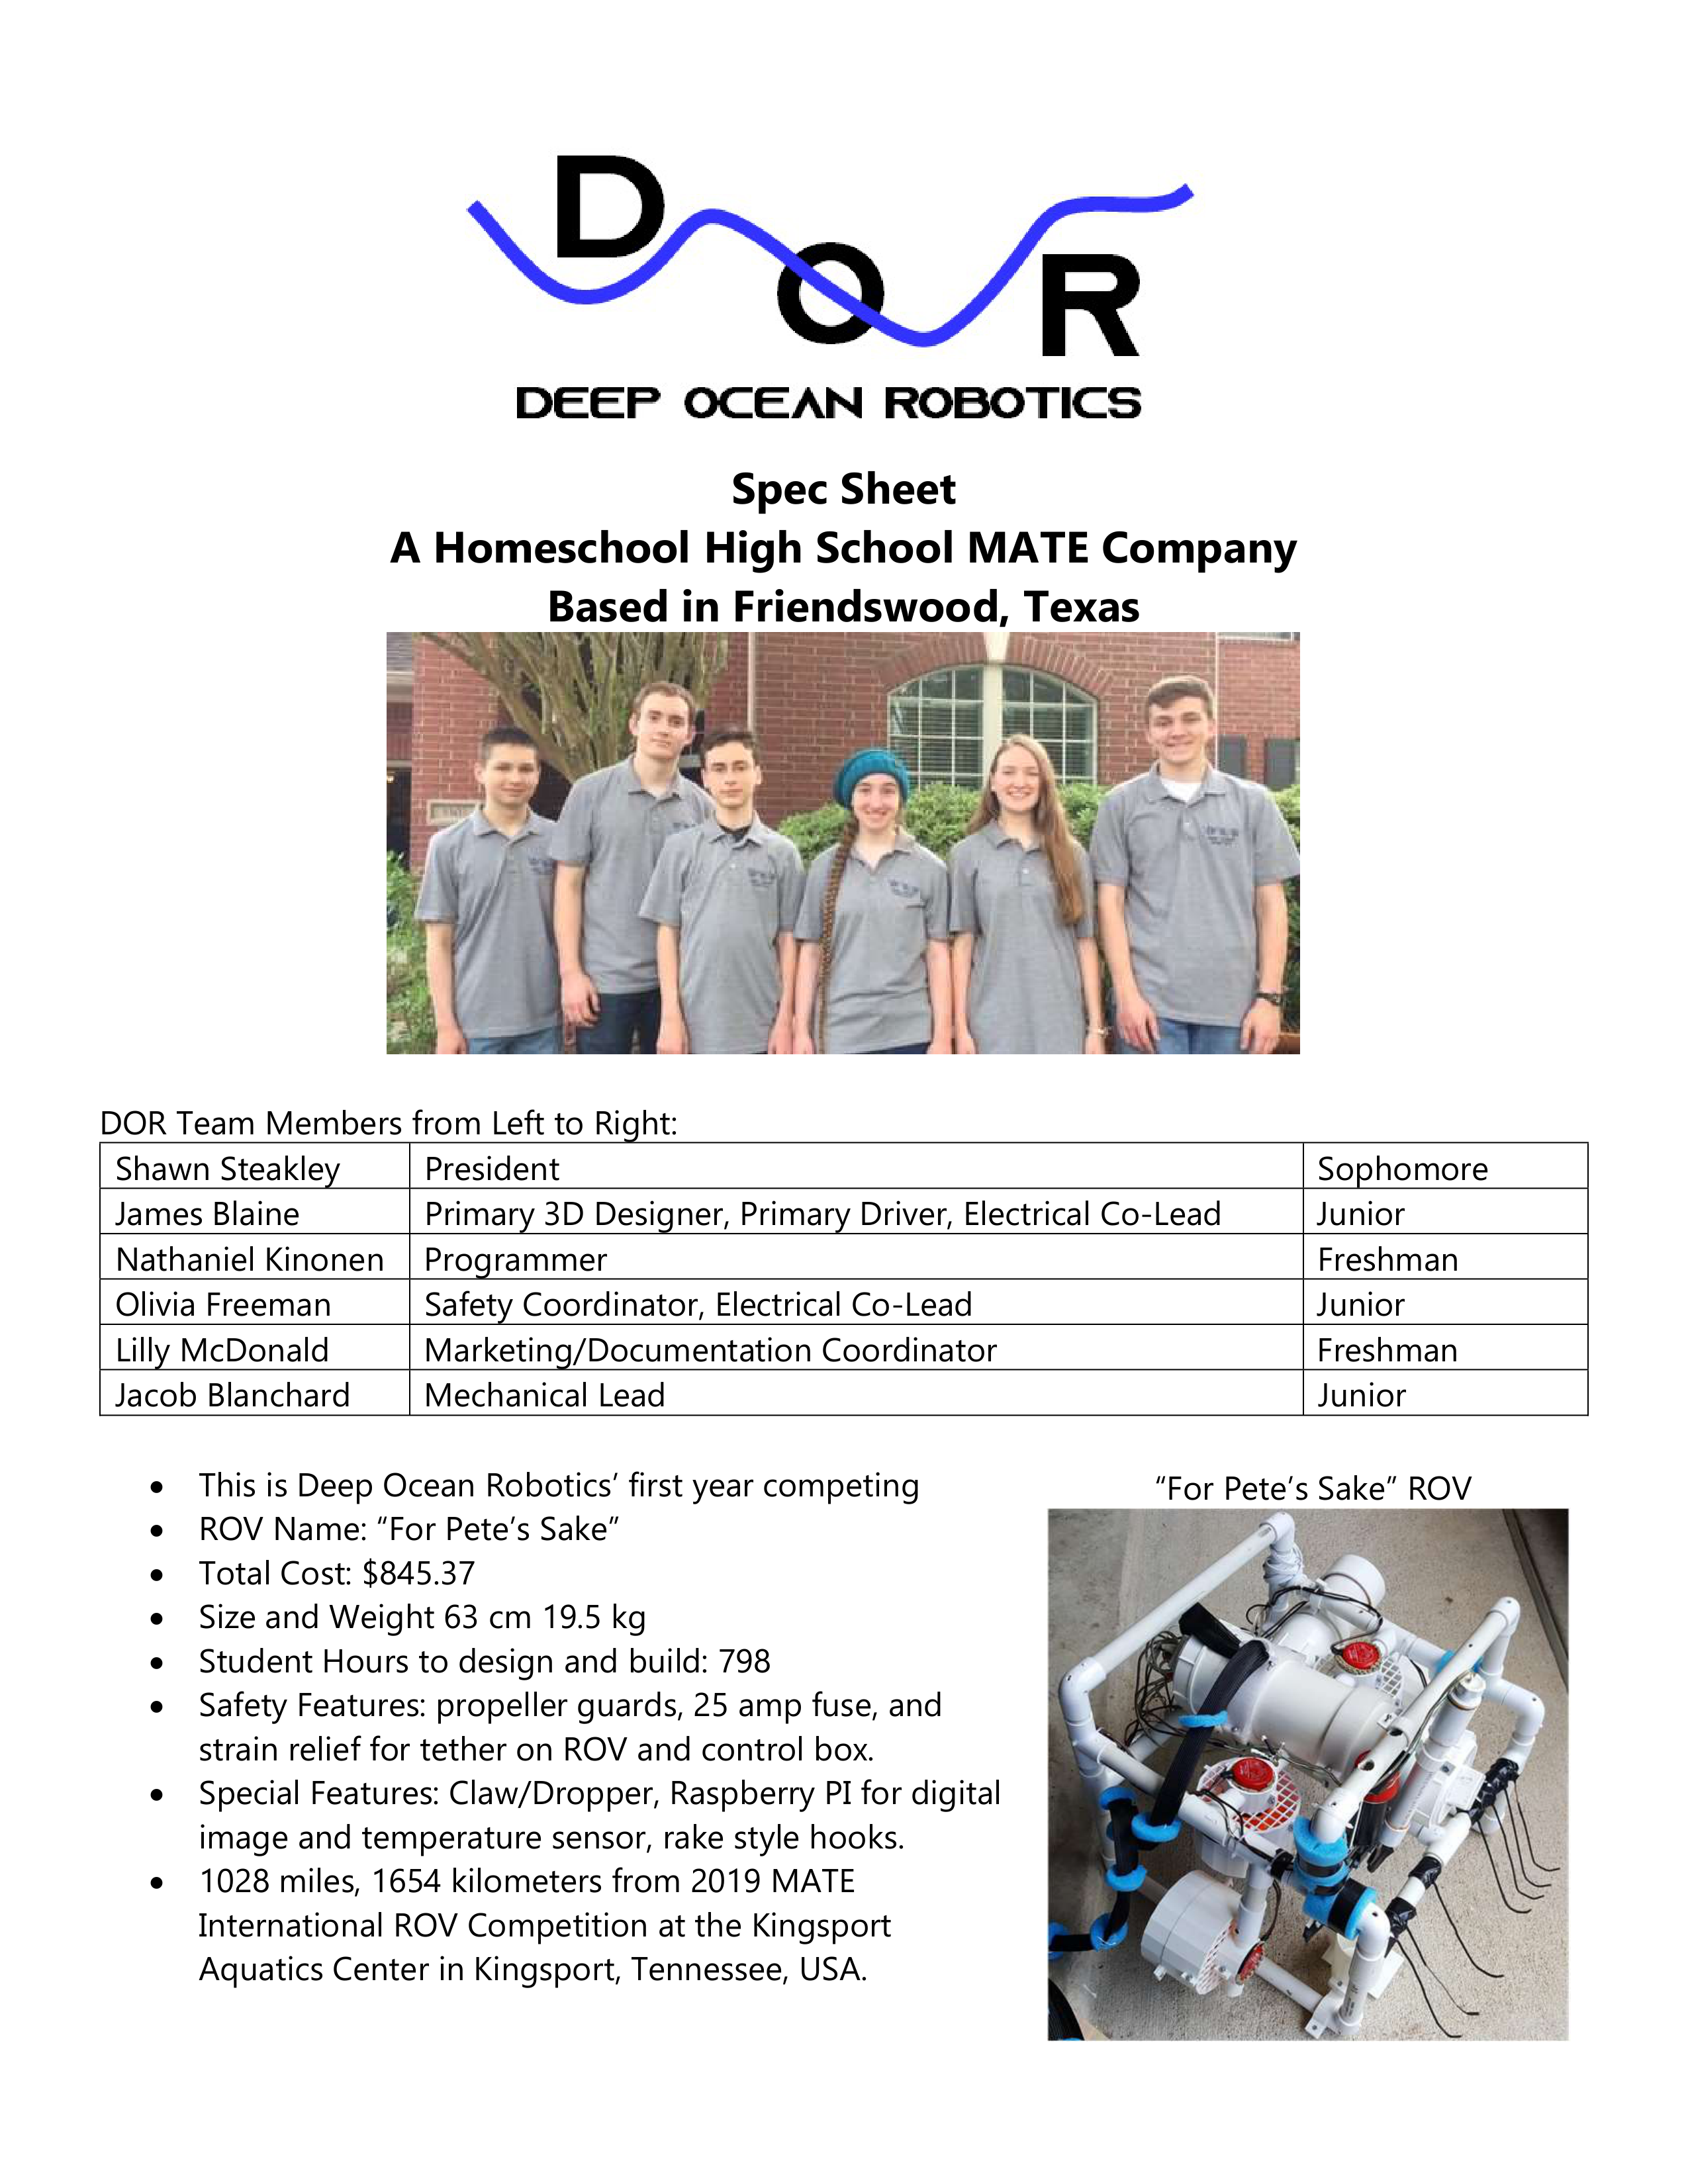 D O R
DEEP OCEAN ROBOTICS
Spec Sheet
A Homeschool High School MATE Company
Based in Friendswood, Texas
DOR Team Members from Left to Right:
Shawn Steakley President Sophomore
James Blaine Primary 3D Designer, Primary Driver, Electrical Co-Lead Junior
Nathaniel Kinonen Programmer Freshman
Olivia Freeman Safety Coordinator, Electrical Co-Lead Junior
Lilly McDonald Marketing/Documentation Coordinator Freshman
Jacob Blanchard Mechanical Lead Junior
• This is Deep Ocean Robotics’ first year competing
• ROV Name: “For Pete’s Sake”
• Total Cost: $845.37
• Size and Weight 63 cm 19.5 kg
• Student Hours to design and build: 798
• Safety Features: propeller guards, 25 amp fuse, and
strain relief for tether on ROV and control box.
• Special Features: Claw/Dropper, Raspberry PI for digital
image and temperature sensor, rake style hooks.
• 1028 miles, 1654 kilometers from 2019 MATE
International ROV Competition at the Kingsport
Aquatics Center in Kingsport, Tennessee, USA.
“For Pete’s Sake” ROV